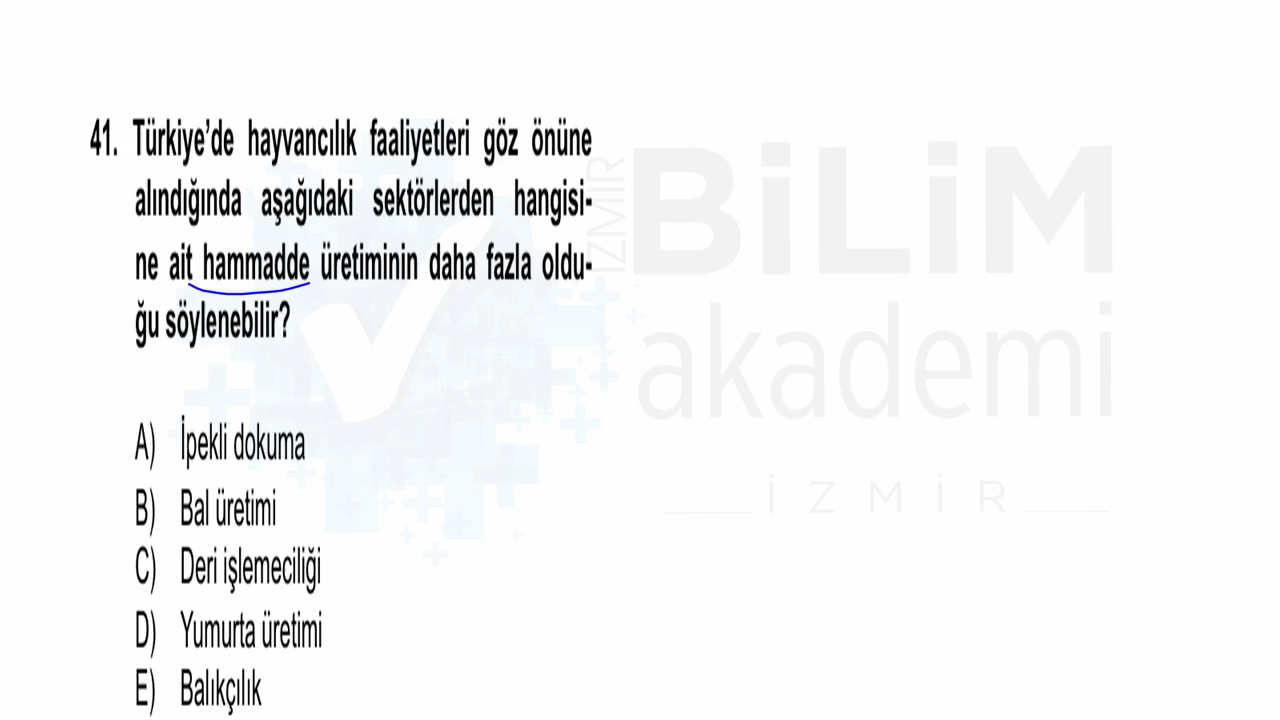 41. Türkiye'de hayvancılık faaliyetleri göz önüne
alındığında aşağıdaki sektörlerden hangisi-
ne ait hammadde üretiminin daha fazla oldu-
ğu söylenebilir?
A) İpekli dokuma
B) Bal üretimi
C) Deri işlemeciliği
D) Yumurta üretimi
E) Balıkçılık
İZMİR
BiLiM
akademi
İZMİR